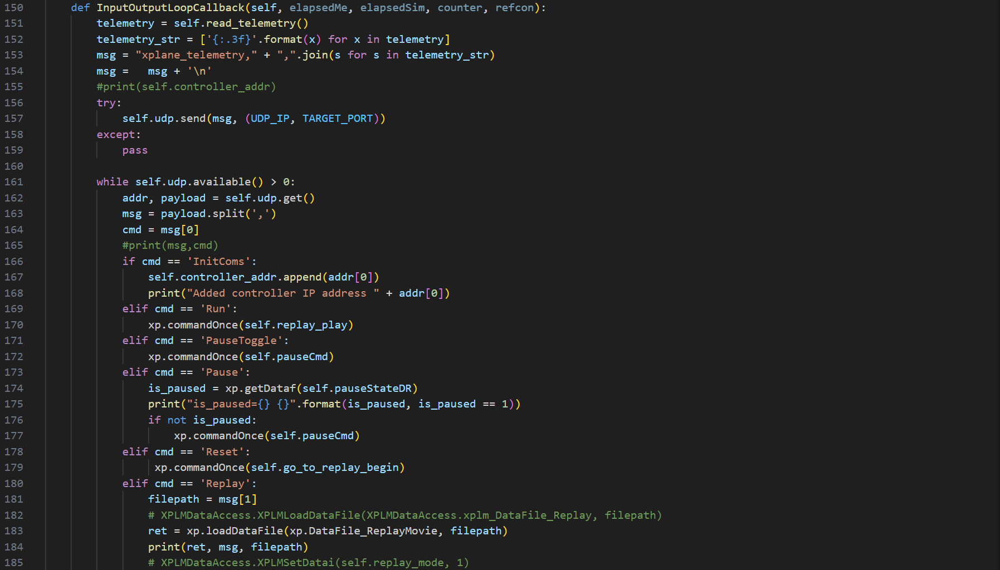 150 def InputOutputLoopCallback(self, elapsedMe, elapsedSim, counter, refcon):
151 telemetry = self.read_telemetry()
152 telemetry_str = ['{:.3f}'.format(x) for x in telemetry]
153 msg = "xplane_telemetry," + ",".join(s for s in telemetry_str)
154 msg =   msg + '\n'
155 #print(self.controller_addr)
156 try:
157 self.udp.send(msg, (UDP_IP, TARGET_PORT))
158 except:
159 pass
160
161 while self.udp.available() > 0:
162 addr, payload = self.udp.get()
163 msg = payload.split(',')
164 cmd = msg[0]
165 #print(msg,cmd)
166 if cmd == 'InitComs':
167 self.controller_addr.append(addr[0])
168 print("Added controller IP address " + addr[0])
169 elif cmd == 'Run':
170 xp.commandOnce(self.replay_play)
171 elif cmd == 'PauseToggle':
172 xp.commandOnce(self.pauseCmd)
173 elif cmd == 'Pause':
174 is_paused = xp.getDataf(self.pauseStateDR)
175 print("is_paused={} {}".format(is_paused, is_paused == 1))
176 if not is_paused:
177 xp.commandOnce(self.pauseCmd)
178 elif cmd == 'Reset':
179 xp.commandOnce(self.go_to_replay_begin)
180 elif cmd == 'Replay':
181 filepath = msg[1]
182 # XPLMDataAccess.XPLMLoadDataFile(XPLMDataAccess.xplm_DataFile_Replay, filepath)
183 ret = xp.loadDataFile(xp.DataFile_ReplayMovie, filepath)
184 print(ret, msg, filepath)
185 # XPLMDataAccess.XPLMSetDatai(self.replay_mode, 1)